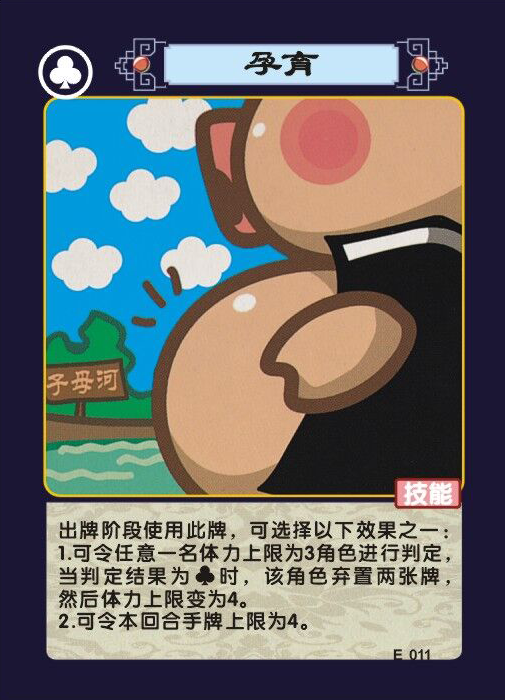 孕育
子母河
技能
出牌阶段使用此牌，可选择以下效果之一：
1.可令任意一名体力上限为3角色进行判定，
当判定结果为♣时，该角色弃置两张牌，
然后体力上限变为4。
2.可令本回合手牌上限为4。
E 011